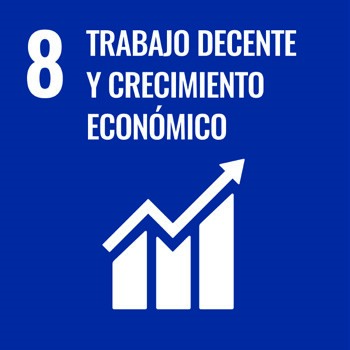 8 TRABAJO DECENTE
Y CRECIMIENTO
ECONÓMICO